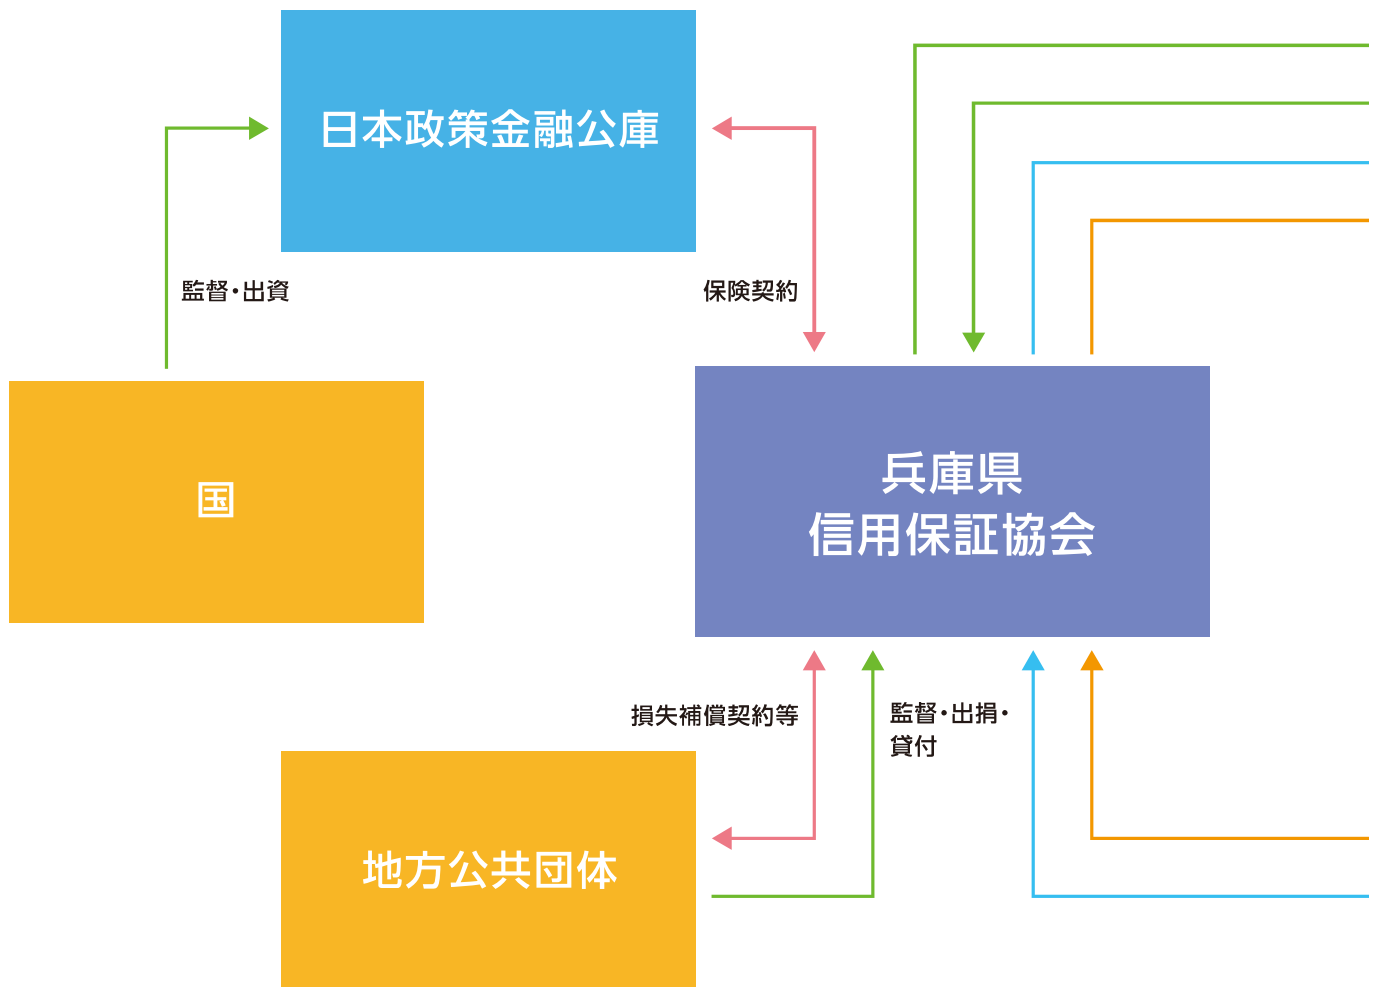 日本政策金融公庫
監督・出資
保険契約
国
兵庫県
信用保証協会
損失補償契約等
監督・出捐・
貸付
地方公共団体